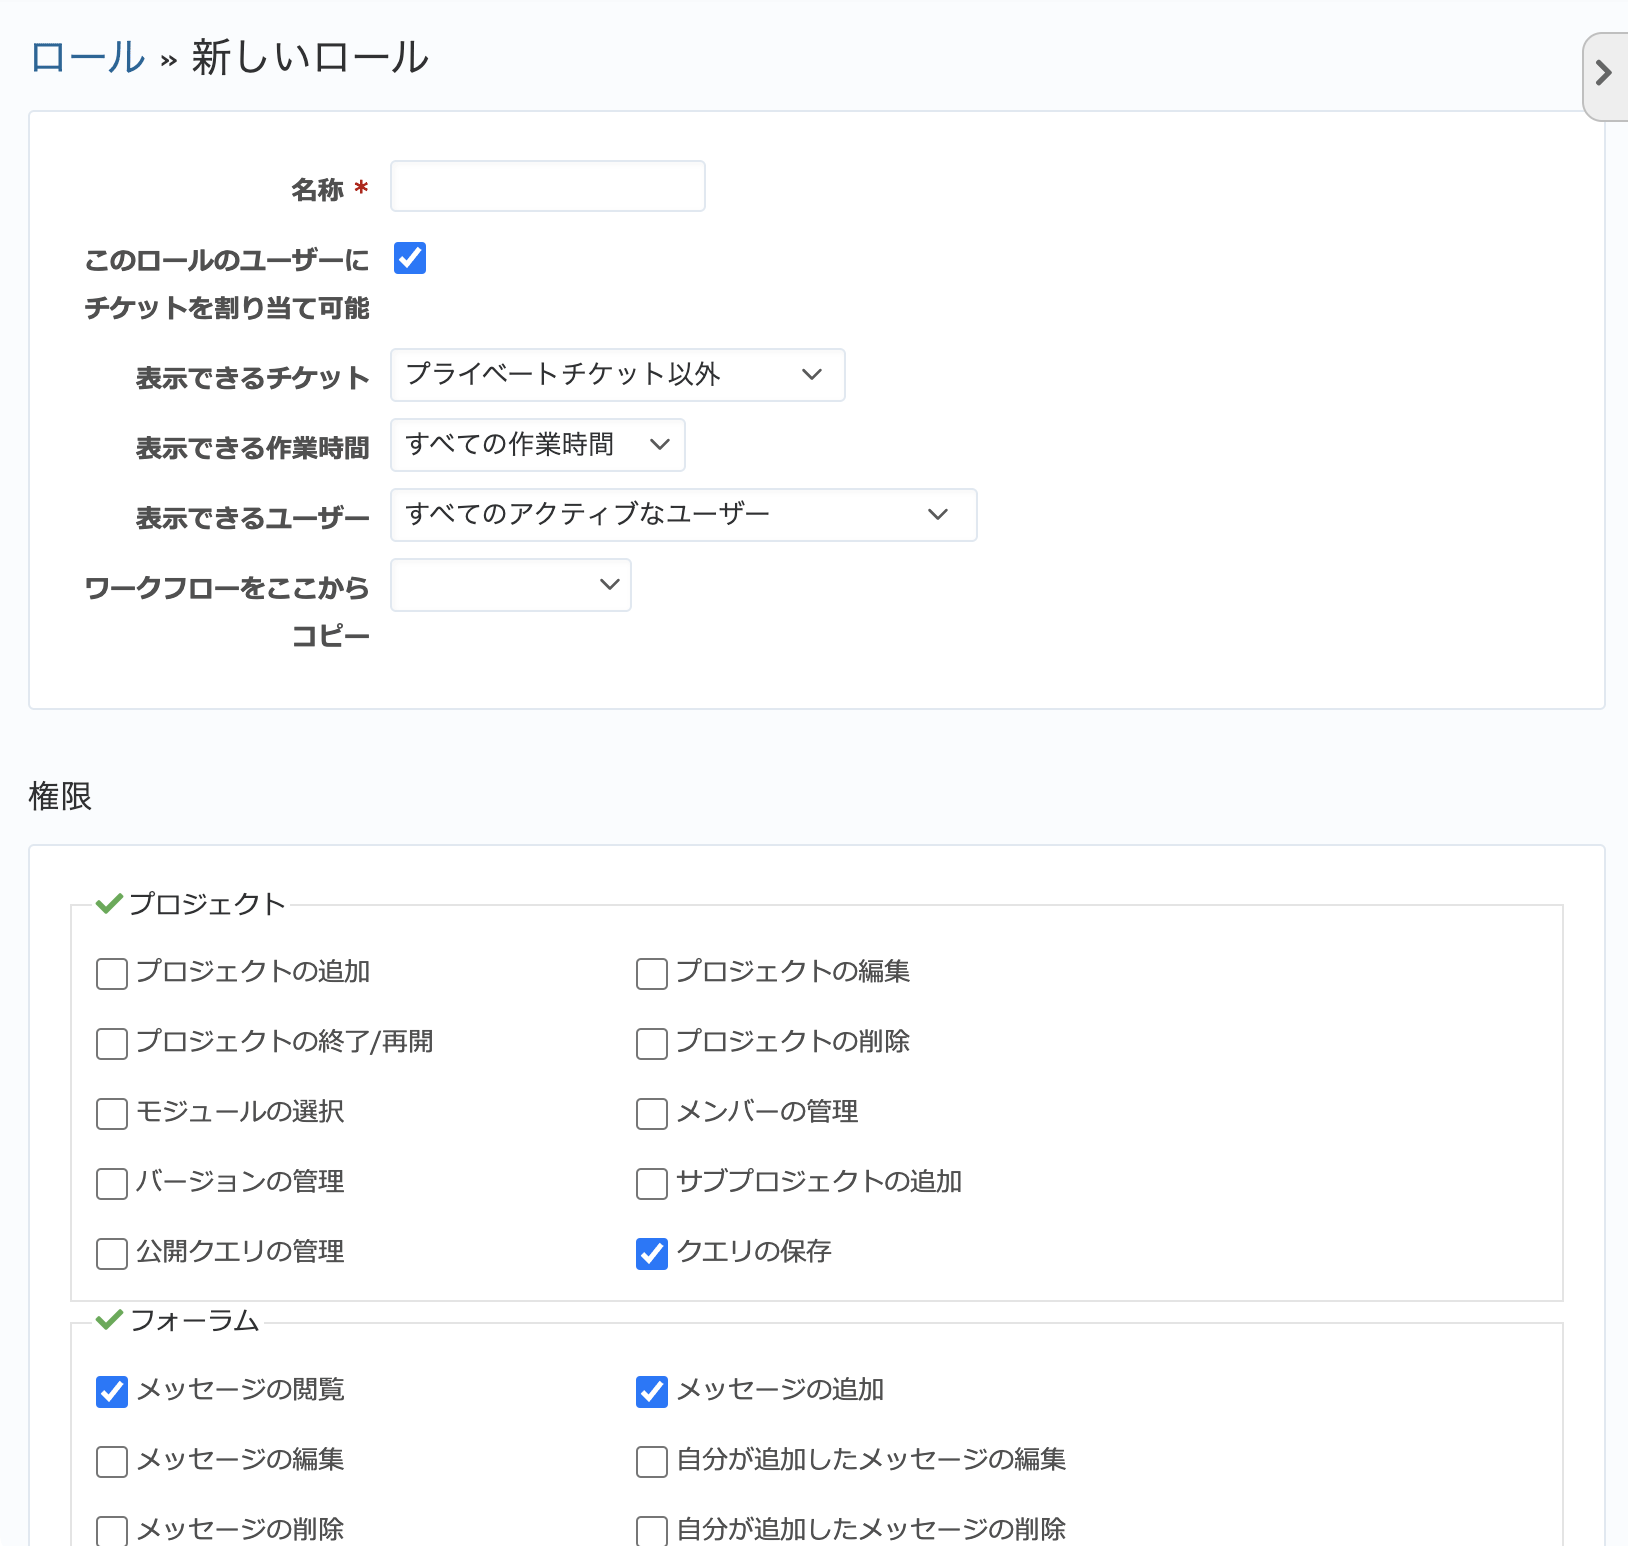 ロール » 新しいロール
名称 *
このロールのユーザーに
チケットを割り当て可能
表示できるチケット プライベートチケット以外
表示できる作業時間 すべての作業時間
表示できるユーザー すべてのアクティブなユーザー
ワークフローをここから
コピー
権限
プロジェクト
プロジェクトの追加 プロジェクトの編集
プロジェクトの終了/再開 プロジェクトの削除
モジュールの選択 メンバーの管理
バージョンの管理 サブプロジェクトの追加
公開クエリの管理 クエリの保存
フォーラム
メッセージの閲覧 メッセージの追加
メッセージの編集 自分が追加したメッセージの編集
メッセージの削除 自分が追加したメッセージの削除